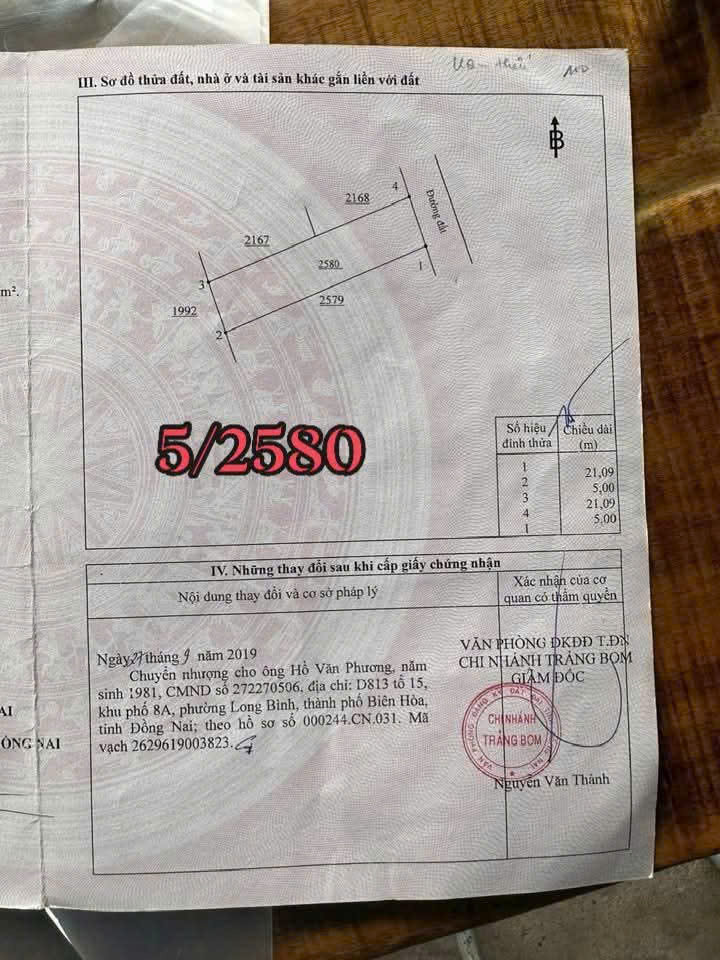 III. Sơ đồ thửa đất, nhà ở và tài sản khác gắn liền với đất
B
4
2168
Đường đất
2167
2580
1
3
2579
1992
2
m².
5/2580
Số hiệu đỉnh thửa
Chiều dài (m)
1
21,09
2
5,00
3
21,09
4
5,00
1
IV. Những thay đổi sau khi cấp giấy chứng nhận
Nội dung thay đổi và cơ sở pháp lý
Xác nhận của cơ quan có thẩm quyền
Ngày 27 tháng 9 năm 2019
Chuyển nhượng cho ông Hồ Văn Phương, năm
sinh 1981, CMND số 272270506, địa chỉ: D813 tổ 15,
khu phố 8A, phường Long Bình, thành phố Biên Hòa,
tỉnh Đồng Nai; theo hồ sơ số 000244.CN.031. Mã
vạch 2629619003823.
VĂN PHÒNG ĐKĐĐ T.ĐN
CHI NHÁNH TRẢNG BOM
GIÁM ĐỐC
CHI NHÁNH
TRẢNG BOM
Nguyễn Văn Thành
AI
ỒNG NAI